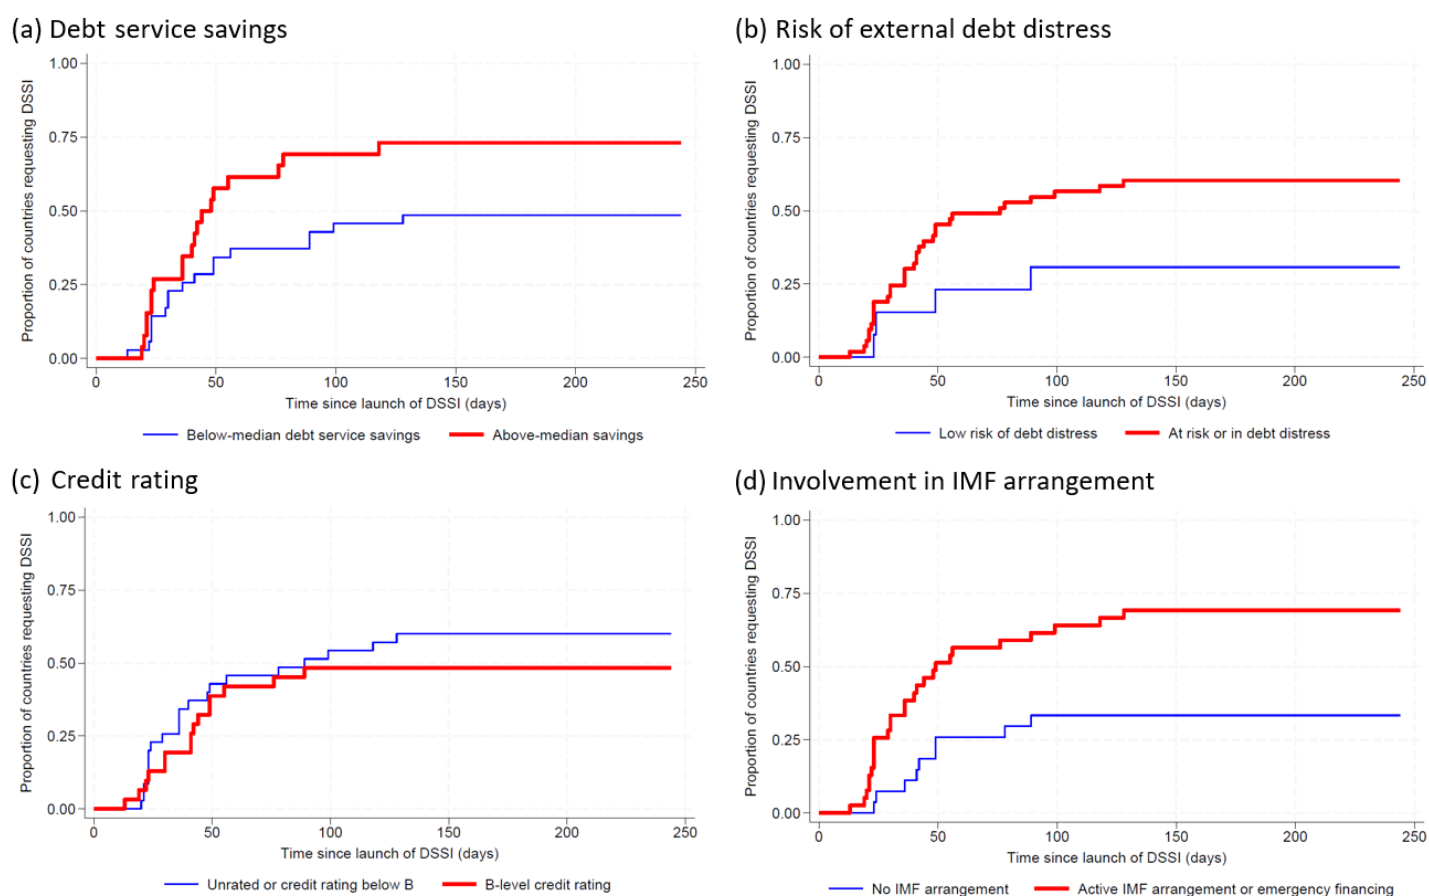 (a) Debt service savings
Proportion of countries requesting DSSI
1.00
0.75
0.50
0.25
0.00
0 50 100 150 200 250
Time since launch of DSSI (days)
Below-median debt service savings Above-median savings
(b) Risk of external debt distress
Proportion of countries requesting DSSI
1.00
0.75
0.50
0.25
0.00
0 50 100 150 200 250
Time since launch of DSSI (days)
Low risk of debt distress At risk or in debt distress
(c) Credit rating
Proportion of countries requesting DSSI
1.00
0.75
0.50
0.25
0.00
0 50 100 150 200 250
Time since launch of DSSI (days)
Unrated or credit rating below B B-level credit rating
(d) Involvement in IMF arrangement
Proportion of countries requesting DSSI
1.00
0.75
0.50
0.25
0.00
0 50 100 150 200 250
Time since launch of DSSI (days)
No IMF arrangement Active IMF arrangement or emergency financing